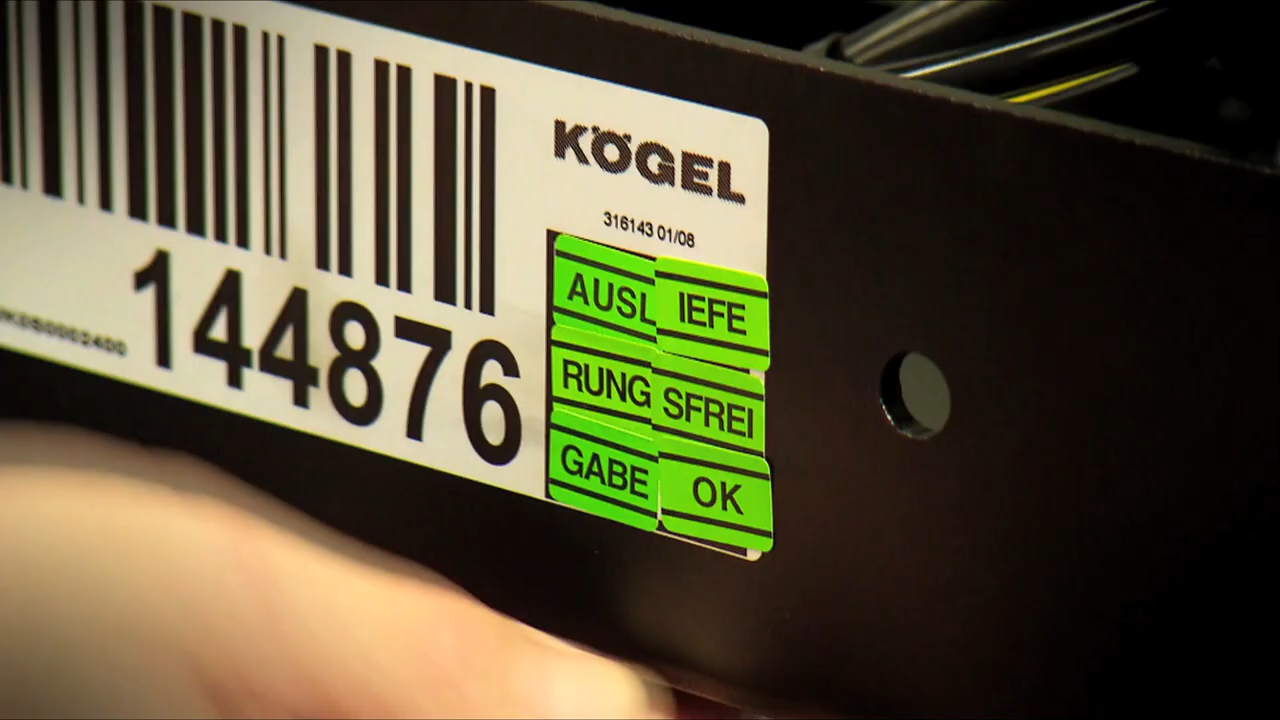 KÖGEL
316143 01/08
144876
AUSL IEFE
RUNG SFREI
GABE OK